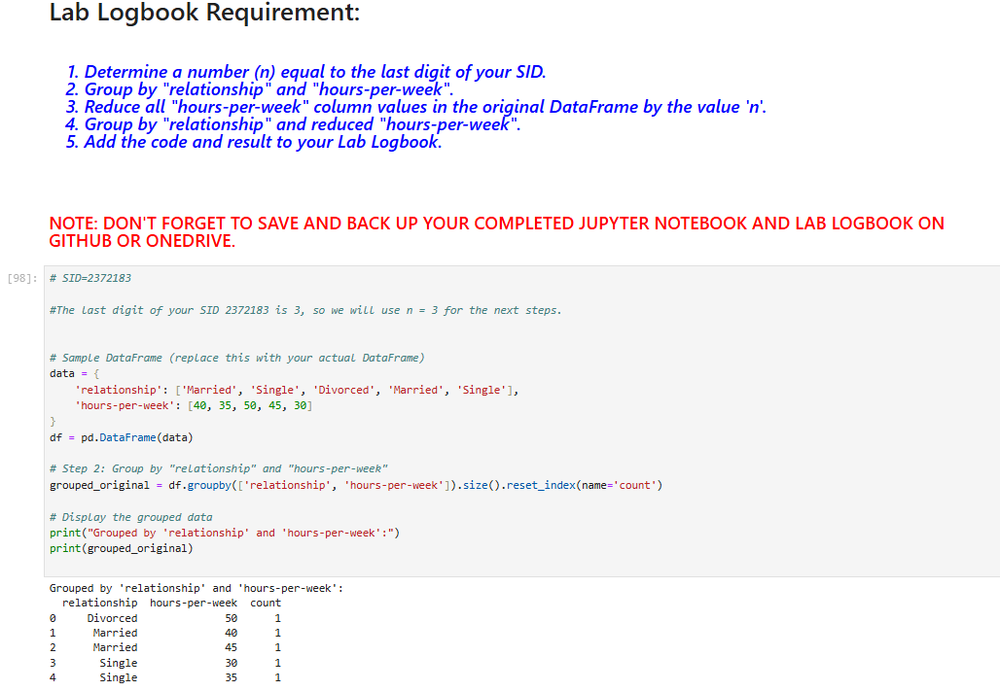 Lab Logbook Requirement:
1. Determine a number (n) equal to the last digit of your SID.
2. Group by "relationship" and "hours-per-week".
3. Reduce all "hours-per-week" column values in the original DataFrame by the value 'n'.
4. Group by "relationship" and reduced "hours-per-week".
5. Add the code and result to your Lab Logbook.
NOTE: DON'T FORGET TO SAVE AND BACK UP YOUR COMPLETED JUPYTER NOTEBOOK AND LAB LOGBOOK ON
GITHUB OR ONEDRIVE.
[98]: # SID=2372183
#The last digit of your SID 2372183 is 3, so we will use n = 3 for the next steps.
# Sample DataFrame (replace this with your actual DataFrame)
data = {
    'relationship': ['Married', 'Single', 'Divorced', 'Married', 'Single'],
    'hours-per-week': [40, 35, 50, 45, 30]
}
df = pd.DataFrame(data)
# Step 2: Group by "relationship" and "hours-per-week"
grouped_original = df.groupby(['relationship', 'hours-per-week']).size().reset_index(name='count')
# Display the grouped data
print("Grouped by 'relationship' and 'hours-per-week':")
print(grouped_original)
Grouped by 'relationship' and 'hours-per-week':
  relationship  hours-per-week  count
0     Divorced              50      1
1      Married              40      1
2      Married              45      1
3       Single              30      1
4       Single              35      1